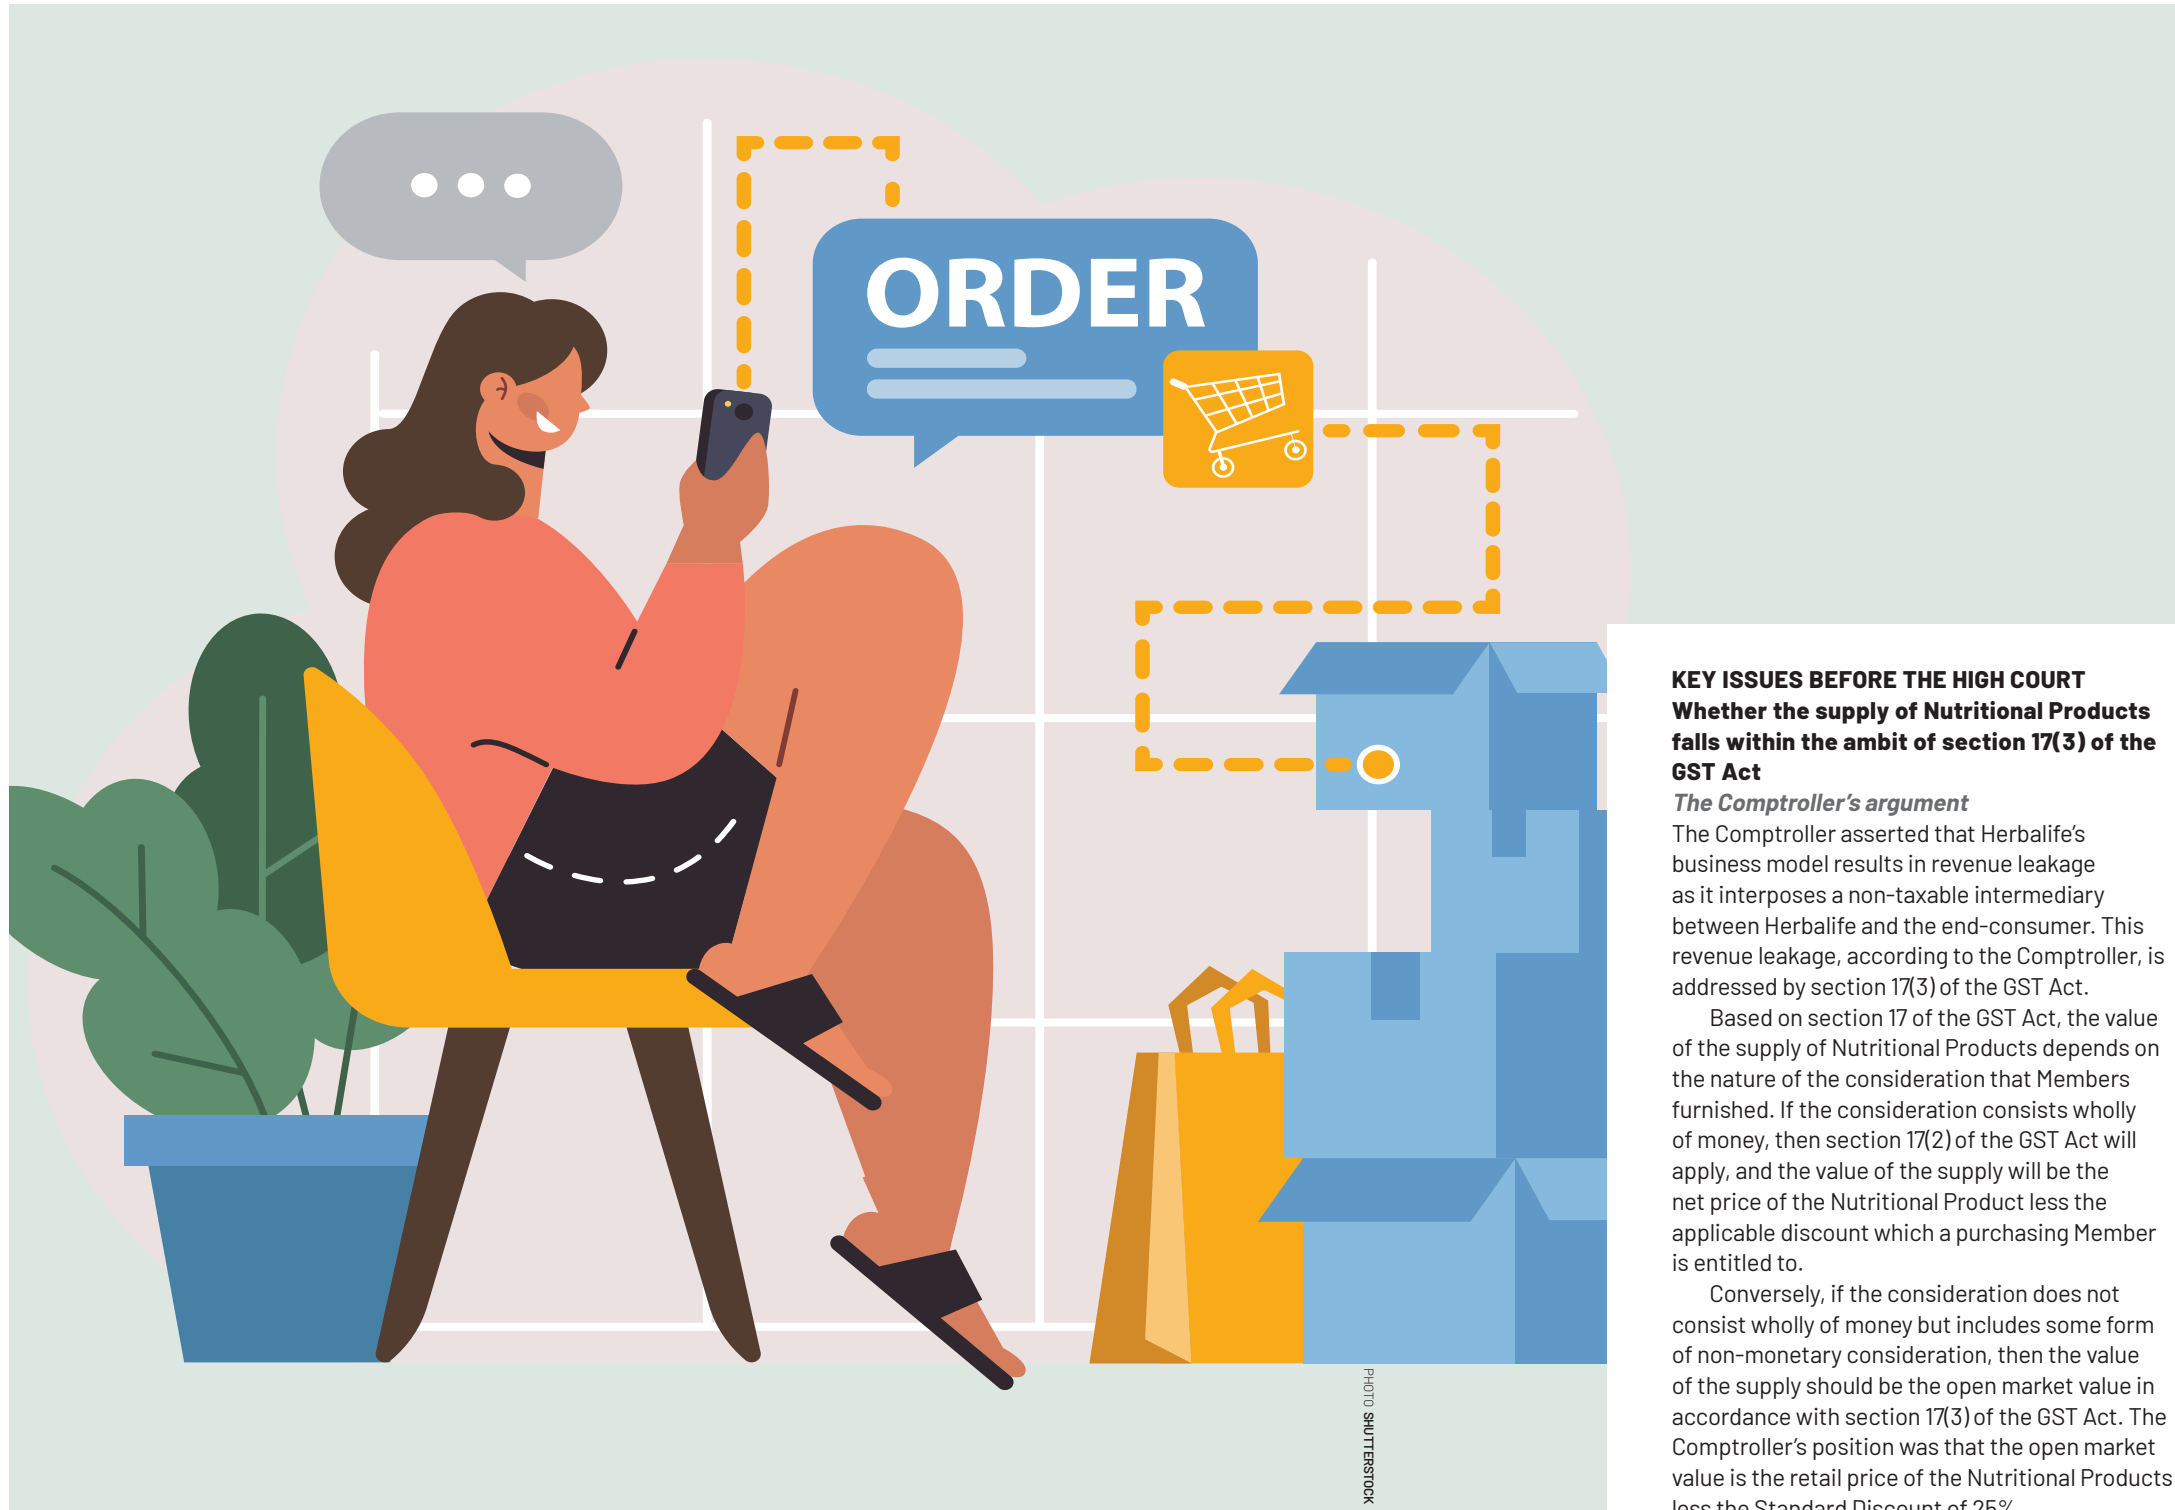 ORDER
KEY ISSUES BEFORE THE HIGH COURT
Whether the supply of Nutritional Products
falls within the ambit of section 17(3) of the
GST Act
The Comptroller’s argument
The Comptroller asserted that Herbalife’s
business model results in revenue leakage
as it interposes a non-taxable intermediary
between Herbalife and the end-consumer. This
revenue leakage, according to the Comptroller, is
addressed by section 17(3) of the GST Act.
Based on section 17 of the GST Act, the value
of the supply of Nutritional Products depends on
the nature of the consideration that Members
furnished. If the consideration consists wholly
of money, then section 17(2) of the GST Act will
apply, and the value of the supply will be the
net price of the Nutritional Product less the
applicable discount which a purchasing Member
is entitled to.
Conversely, if the consideration does not
consist wholly of money but includes some form
of non-monetary consideration, then the value
of the supply should be the open market value in
accordance with section 17(3) of the GST Act. The
Comptroller’s position was that the open market
value is the retail price of the Nutritional Products
less the Standard Discount of 25%
PHOTO SHUTTERSTOCK